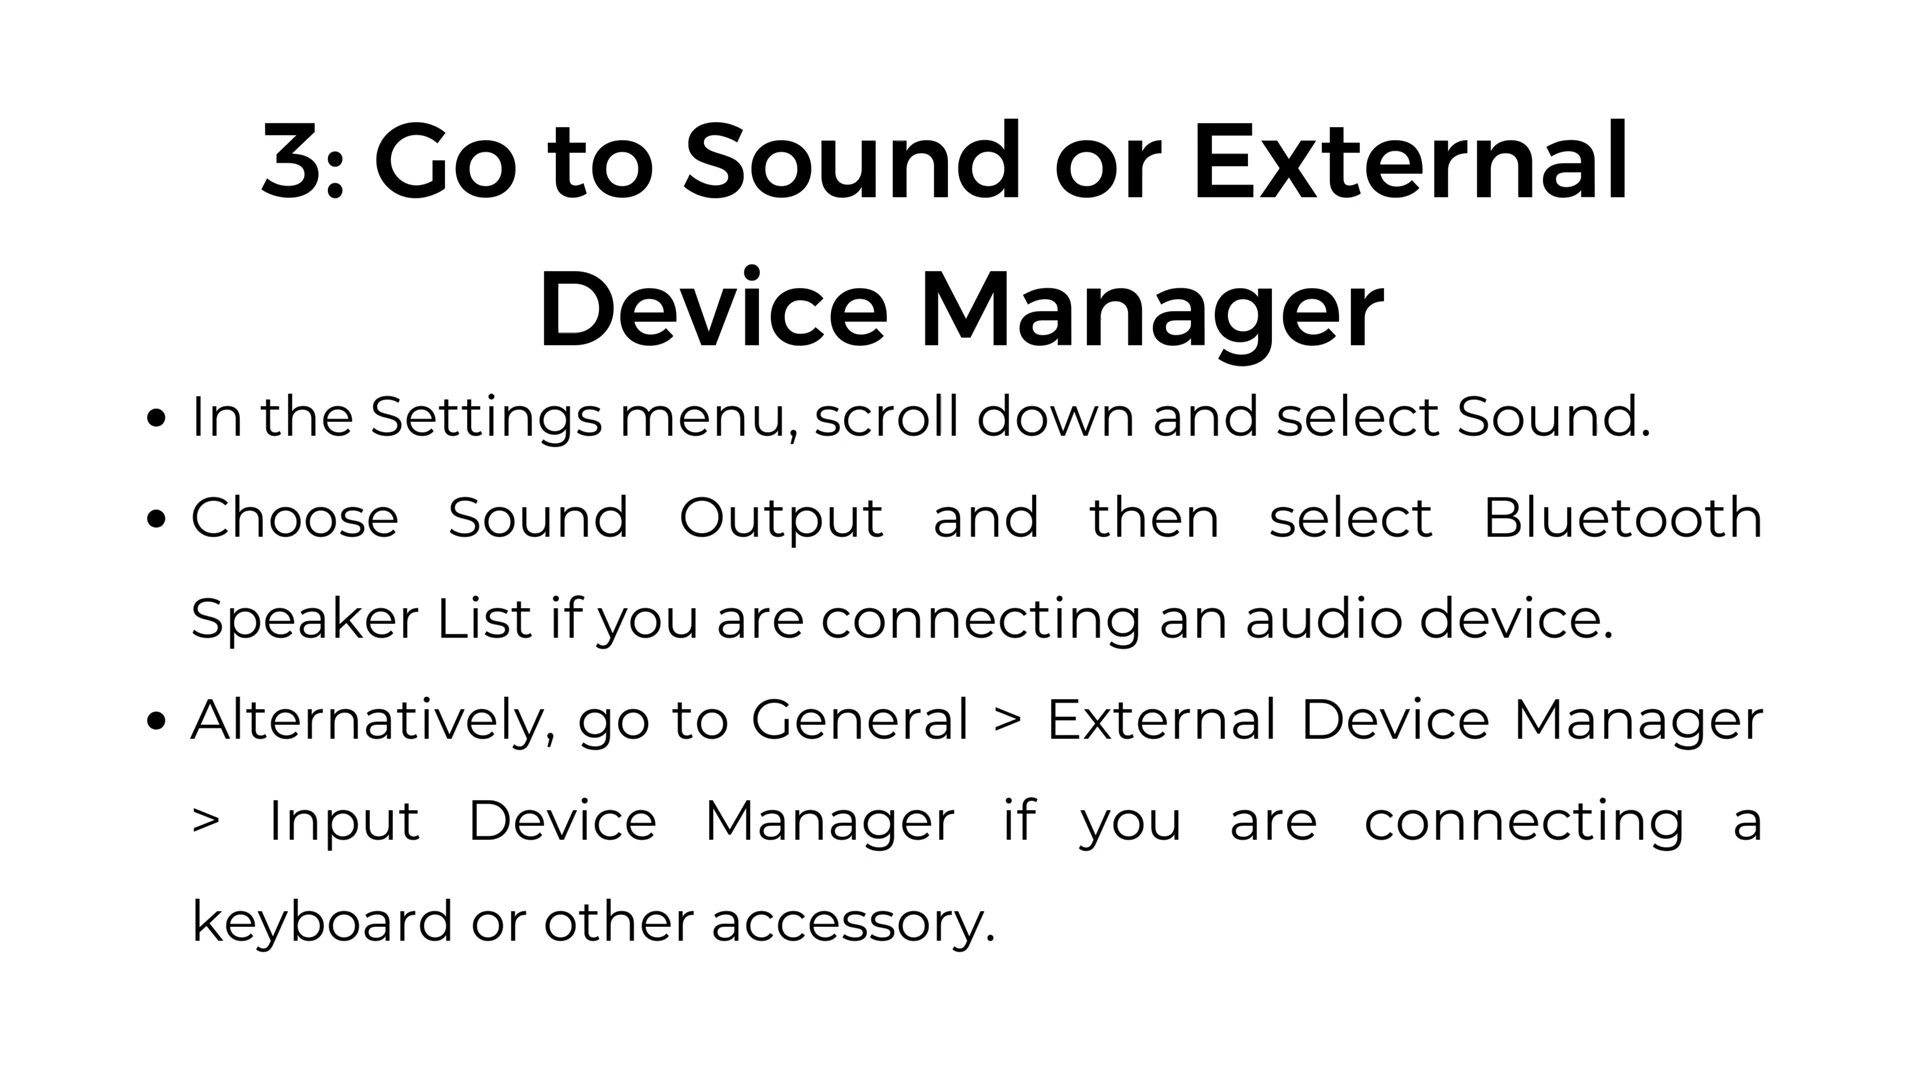 3: Go to Sound or External
Device Manager
• In the Settings menu, scroll down and select Sound.
• Choose Sound Output and then select Bluetooth
Speaker List if you are connecting an audio device.
• Alternatively, go to General > External Device Manager
> Input Device Manager if you are connecting a
keyboard or other accessory.